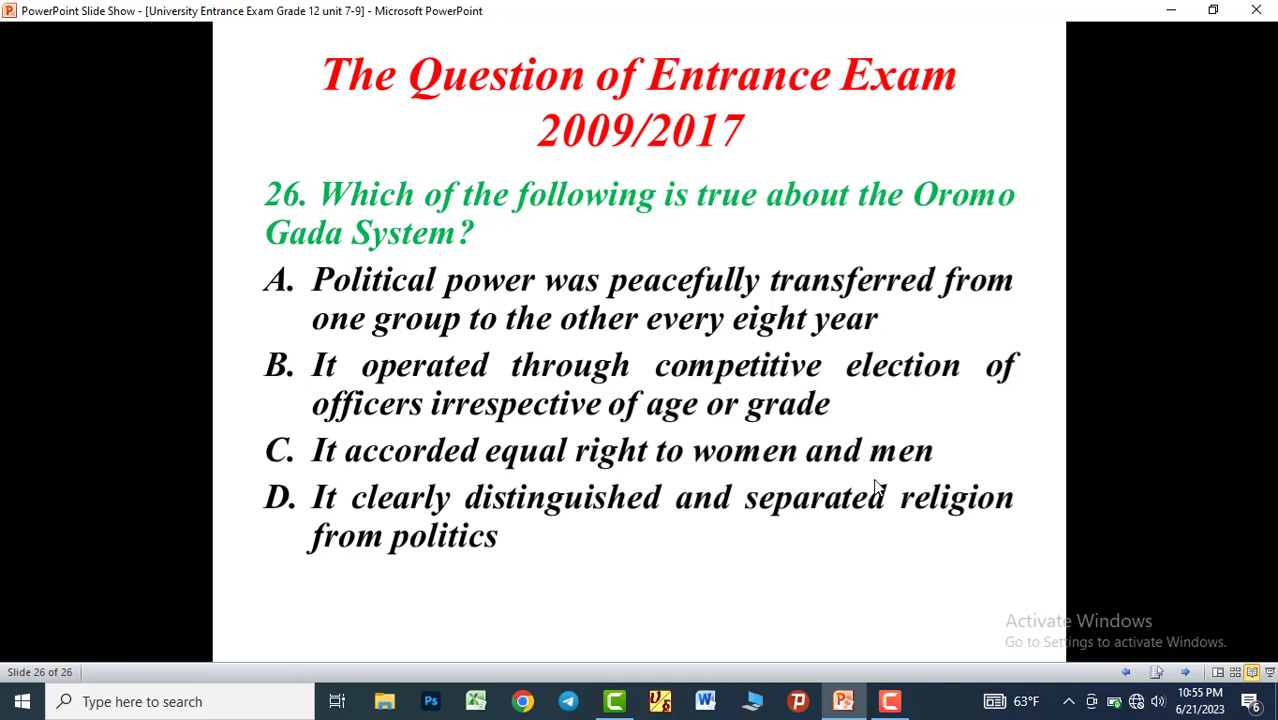 PowerPoint Slide Show - [University Entrance Exam Grade 12 unit 7-9] - Microsoft PowerPoint
The Question of Entrance Exam
2009/2017
26. Which of the following is true about the Oromo
Gada System?
A. Political power was peacefully transferred from
one group to the other every eight year
B. It operated through competitive election of
officers irrespective of age or grade
C. It accorded equal right to women and men
D. It clearly distinguished and separated religion
from politics
Activate Windows
Go to Settings to activate Windows.
Slide 26 of 26
Type here to search
63°F
10:55 PM
6/21/2023
6